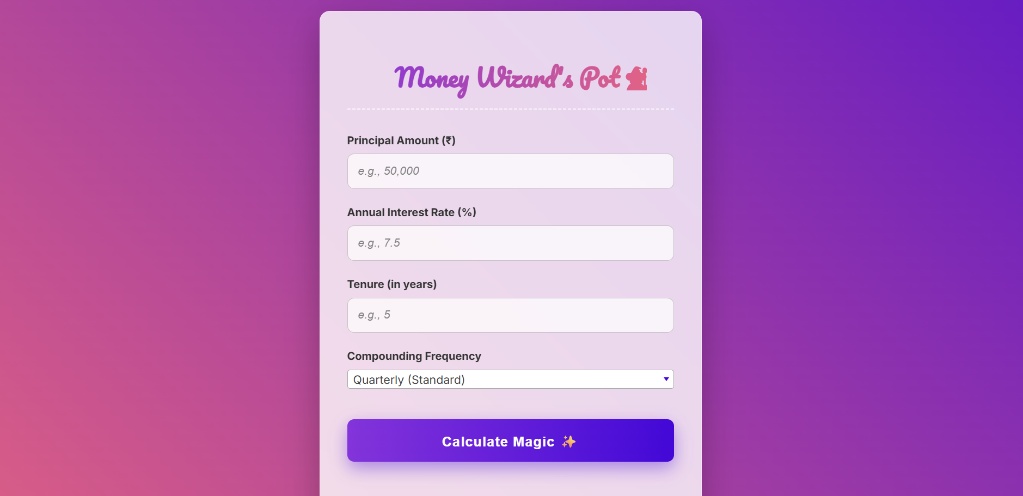 Money Wizard's Pot
Principal Amount (₹)
e.g., 50,000
Annual Interest Rate (%)
e.g., 7.5
Tenure (in years)
e.g., 5
Compounding Frequency
Quarterly (Standard)
Calculate Magic ✨